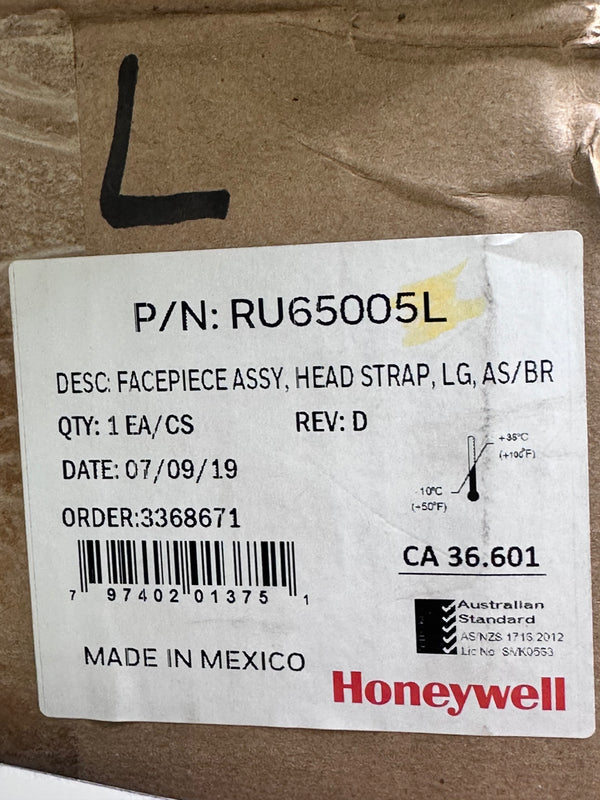 L
P/N: RU65005L
DESC: FACEPIECE ASSY, HEAD STRAP, LG, AS/BR
QTY: 1 EA/CS REV: D
DATE: 07/09/19
ORDER:3368671
+35°C
(+100°F)
10°C
(+50°F)
CA 36.601
7 97402 01375 1
Australian
Standard
AS/NZS 1716 2012
Lic No
MADE IN MEXICO
Honeywell